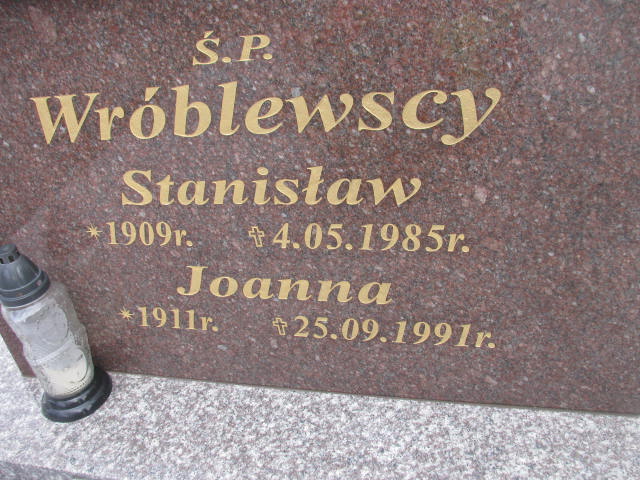 Ś.P.
Wróblewscy
Stanisław
*1909r. ✝4.05.1985r.
Joanna
*1911r. ✝25.09.1991r.